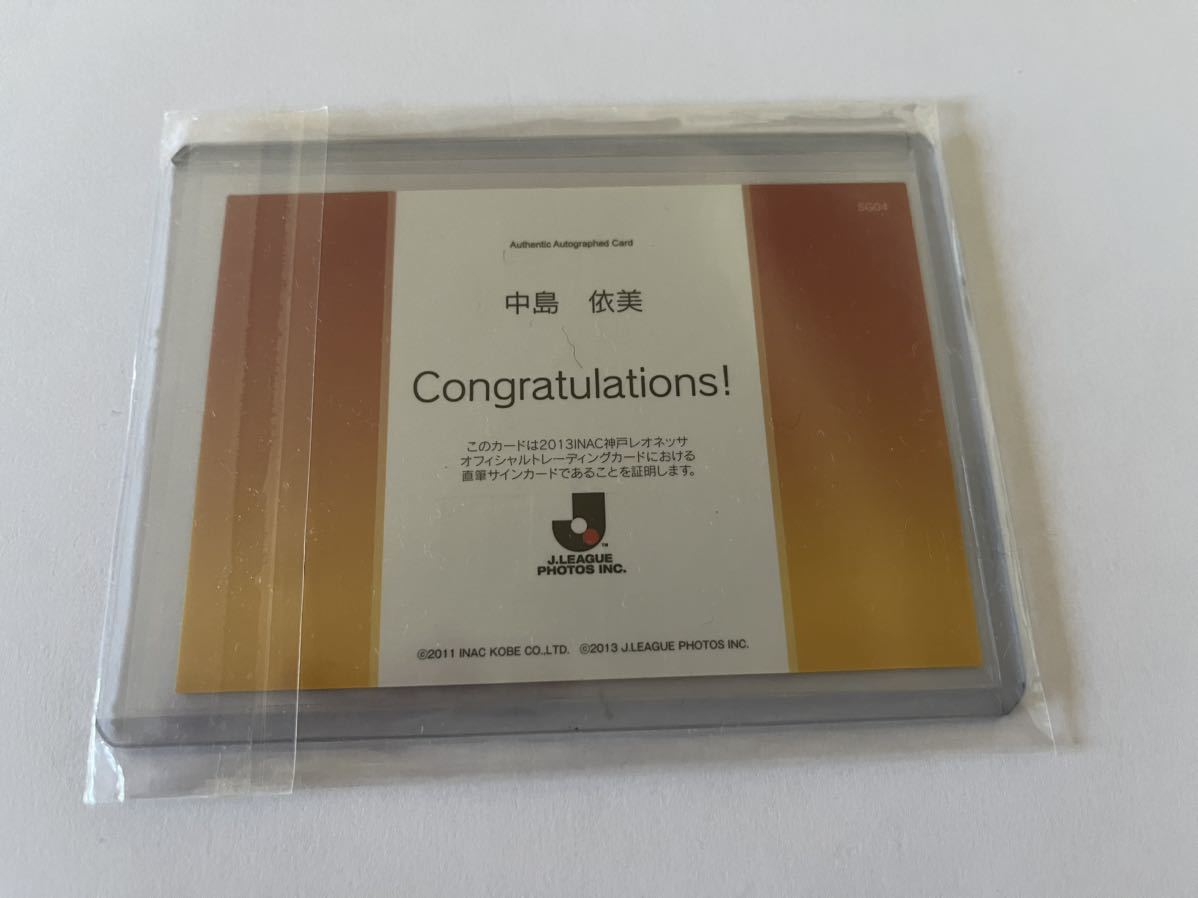 SG04
Authentic Autographed Card
中島 依美
Congratulations!
このカードは2013INAC神戸レオネッサ
オフィシャルトレーディングカードにおける
直筆サインカードであることを証明します。
J.LEAGUE
PHOTOS INC.
©2011 INAC KOBE CO.,LTD. ©2013 J.LEAGUE PHOTOS INC.